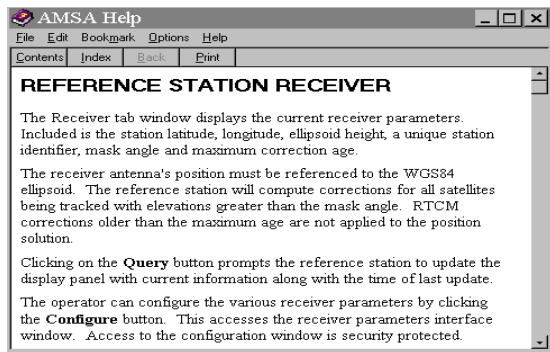 AMSA Help
File Edit Bookmark Options Help
Contents Index Back Print
REFERENCE STATION RECEIVER
The Receiver tab window displays the current receiver parameters.
Included is the station latitude, longitude, ellipsoid height, a unique station
identifier, mask angle and maximum correction age.
The receiver antenna's position must be referenced to the WGS84
ellipsoid. The reference station will compute corrections for all satellites
being tracked with elevations greater than the mask angle. RTCM
corrections older than the maximum age are not applied to the position
solution.
Clicking on the Query button prompts the reference station to update the
display panel with current information along with the time of last update.
The operator can configure the various receiver parameters by clicking
the Configure button. This accesses the receiver parameters interface
window. Access to the configuration window is security protected.